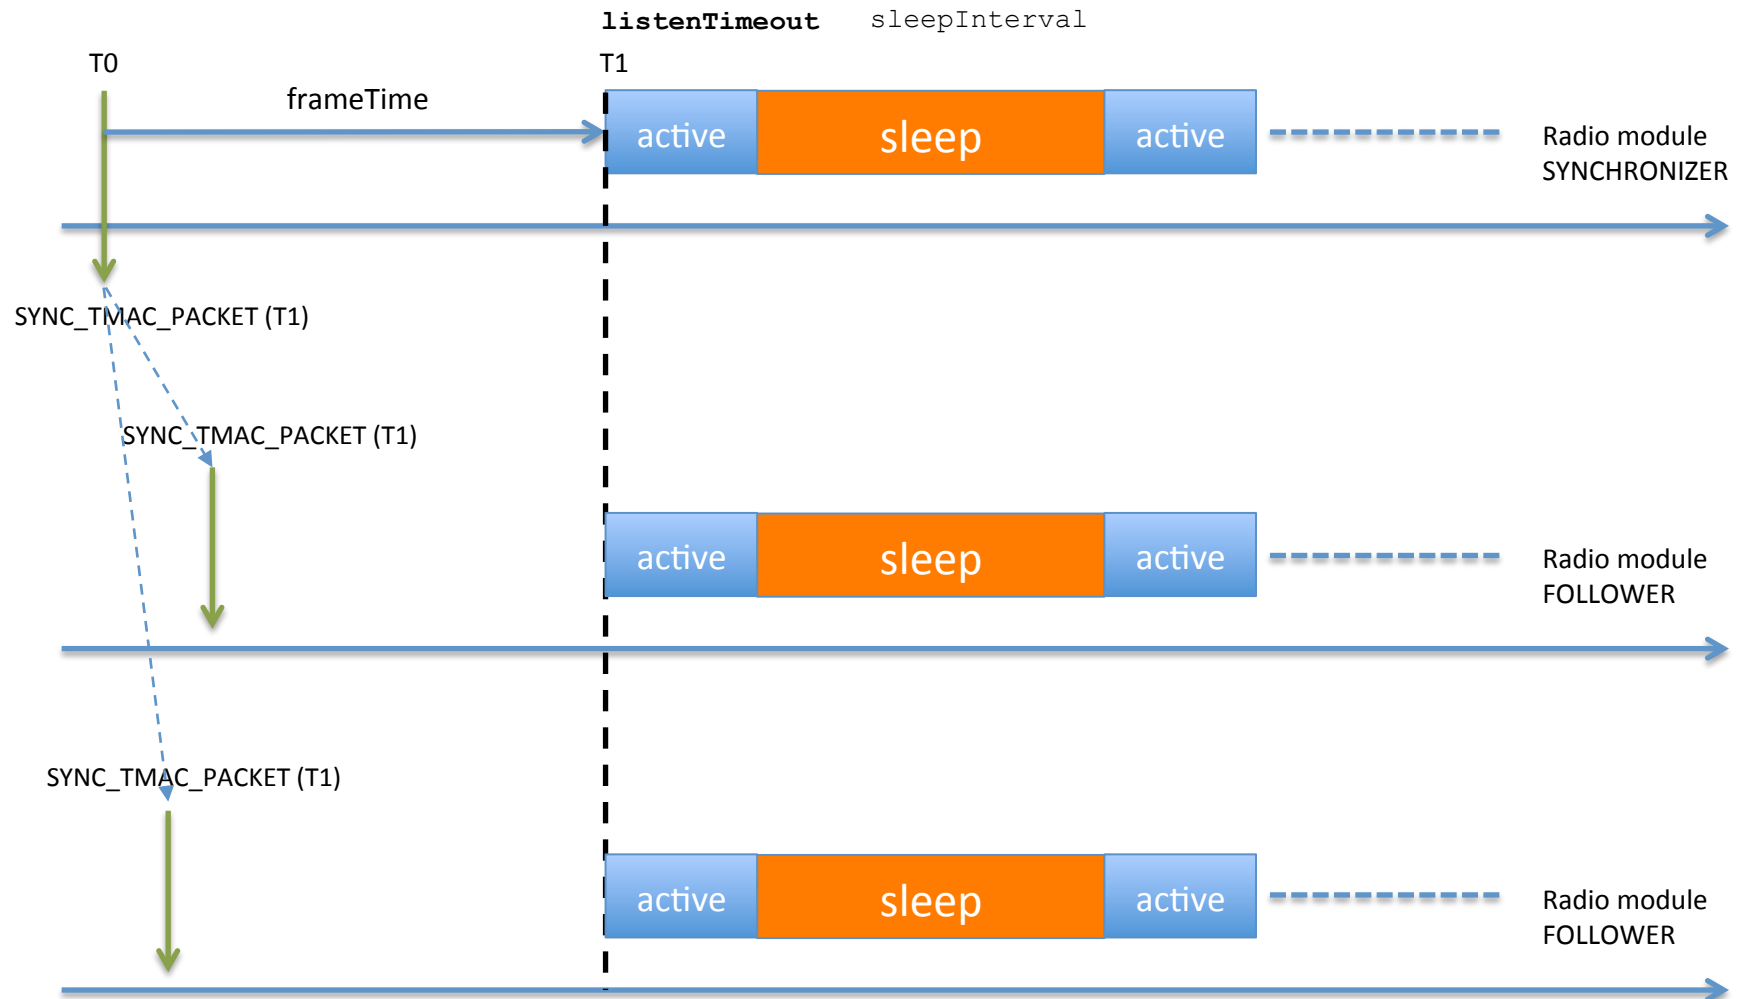 listenTimeout sleepInterval
T0 T1
frameTime
active sleep active
Radio module
SYNCHRONIZER
SYNC_TMAC_PACKET (T1)
SYNC_TMAC_PACKET (T1)
active sleep active
Radio module
FOLLOWER
SYNC_TMAC_PACKET (T1)
active sleep active
Radio module
FOLLOWER